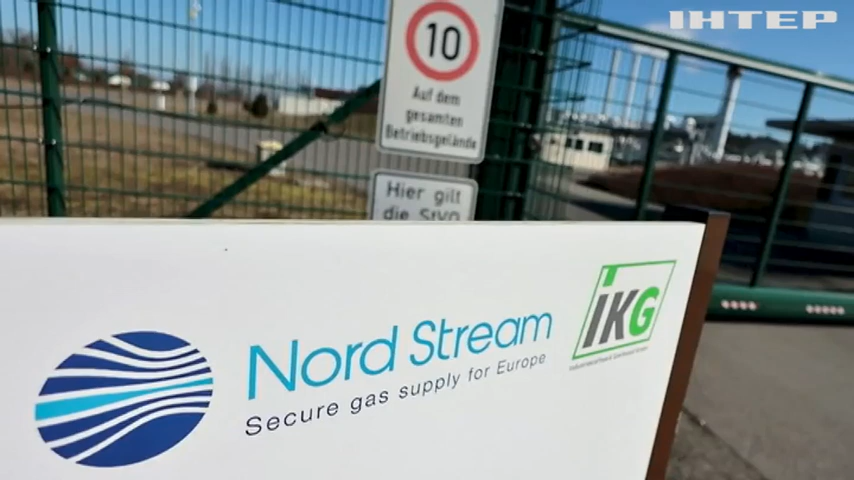 ІНТЕР
10
Auf dem
gesamten
Betriebsgelände
Hier gilt
die StVO
Nord Stream
Secure gas supply for Europe
IKG